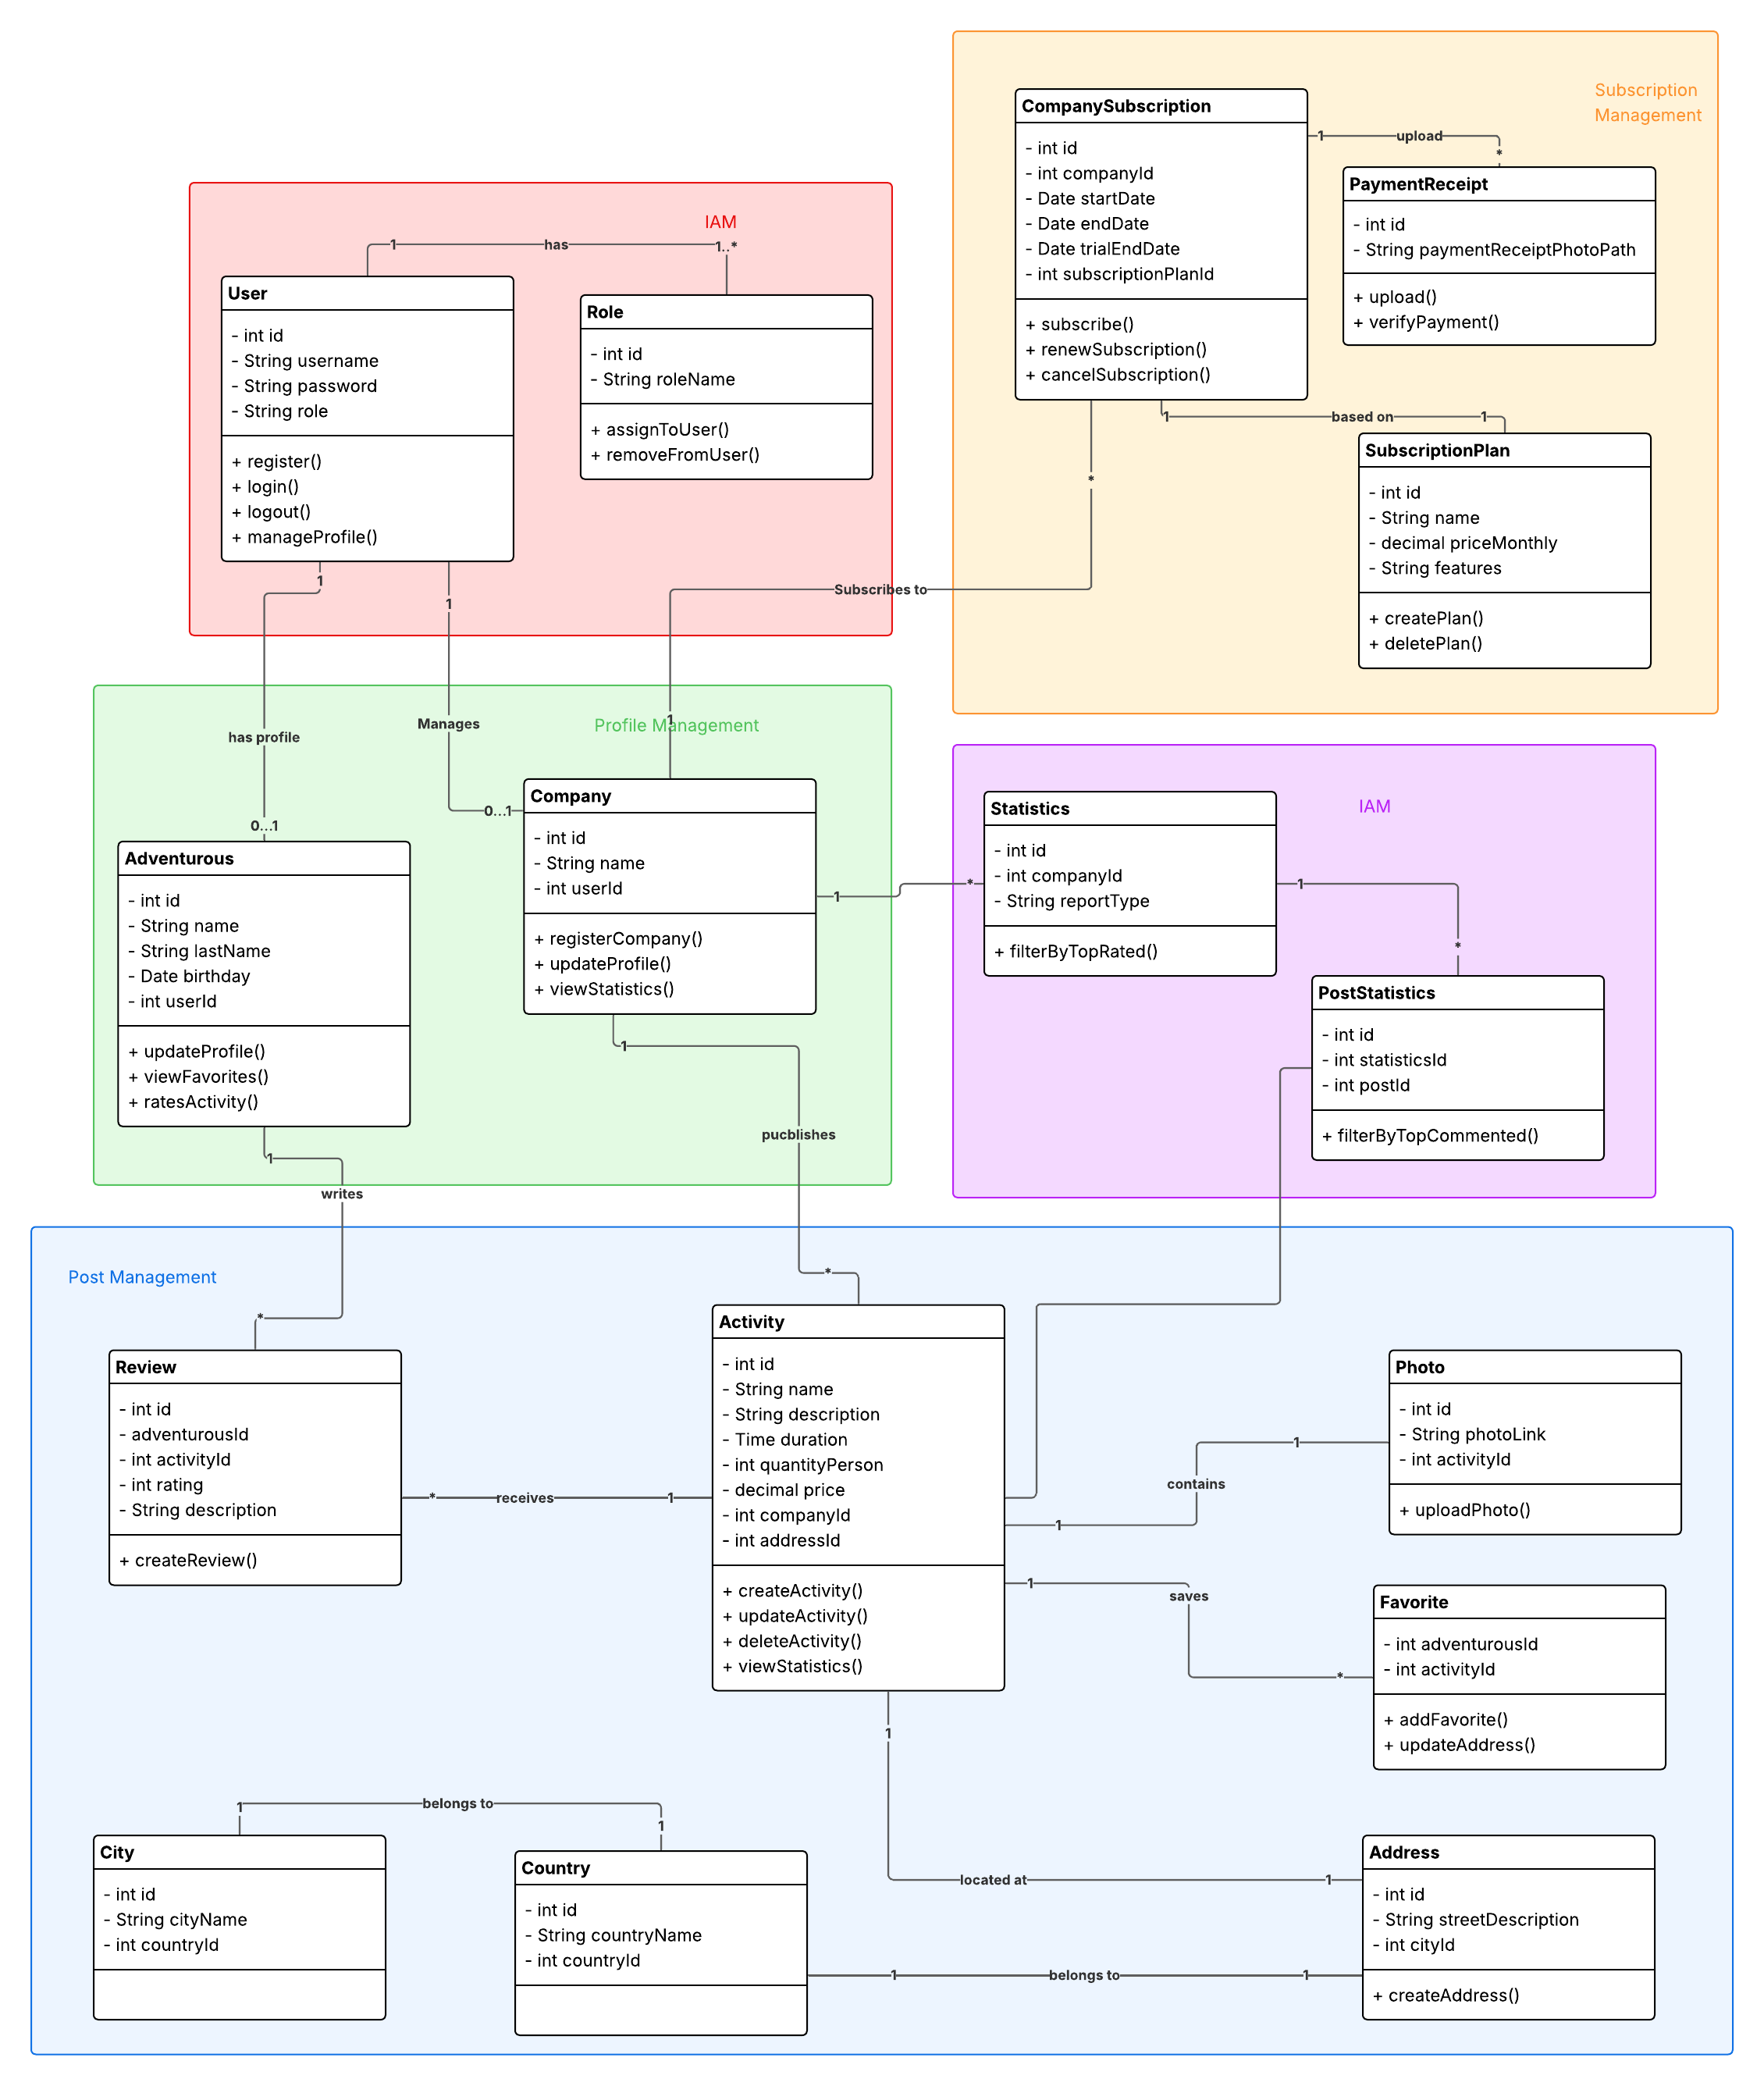 Subscription
Management
CompanySubscription
- int id
- int companyId
- Date startDate
- Date endDate
- Date trialEndDate
- int subscriptionPlanId
+ subscribe()
+ renewSubscription()
+ cancelSubscription()
1
upload
*
PaymentReceipt
- int id
- String paymentReceiptPhotoPath
+ upload()
+ verifyPayment()
1
based on
1
SubscriptionPlan
- int id
- String name
- decimal priceMonthly
- String features
+ createPlan()
+ deletePlan()
*
Subscribes to
1
IAM
1
has
1..*
User
- int id
- String username
- String password
- String role
+ register()
+ login()
+ logout()
+ manageProfile()
Role
- int id
- String roleName
+ assignToUser()
+ removeFromUser()
1
has profile
0...1
1
Manages
0...1
Profile Management
Adventurous
- int id
- String name
- String lastName
- Date birthday
- int userId
+ updateProfile()
+ viewFavorites()
+ ratesActivity()
Company
- int id
- String name
- int userId
+ registerCompany()
+ updateProfile()
+ viewStatistics()
1
*
IAM
Statistics
- int id
- int companyId
- String reportType
+ filterByTopRated()
1
*
PostStatistics
- int id
- int statisticsId
- int postId
+ filterByTopCommented()
1
pucblishes
*
1
writes
*
Post Management
Review
- int id
- adventurousId
- int activityId
- int rating
- String description
+ createReview()
*
receives
1
Activity
- int id
- String name
- String description
- Time duration
- int quantityPerson
- decimal price
- int companyId
- int addressId
+ createActivity()
+ updateActivity()
+ deleteActivity()
+ viewStatistics()
1
contains
1
Photo
- int id
- String photoLink
- int activityId
+ uploadPhoto()
1
saves
*
Favorite
- int adventurousId
- int activityId
+ addFavorite()
+ updateAddress()
1
located at
1
1
belongs to
1
City
- int id
- String cityName
- int countryId
Country
- int id
- String countryName
- int countryId
1
belongs to
1
Address
- int id
- String streetDescription
- int cityId
+ createAddress()